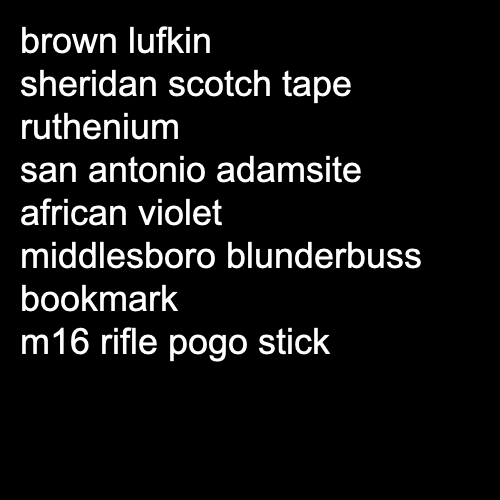 brown lufkin
sheridan scotch tape
ruthenium
san antonio adamsite
african violet
middlesboro blunderbuss
bookmark
m16 rifle pogo stick